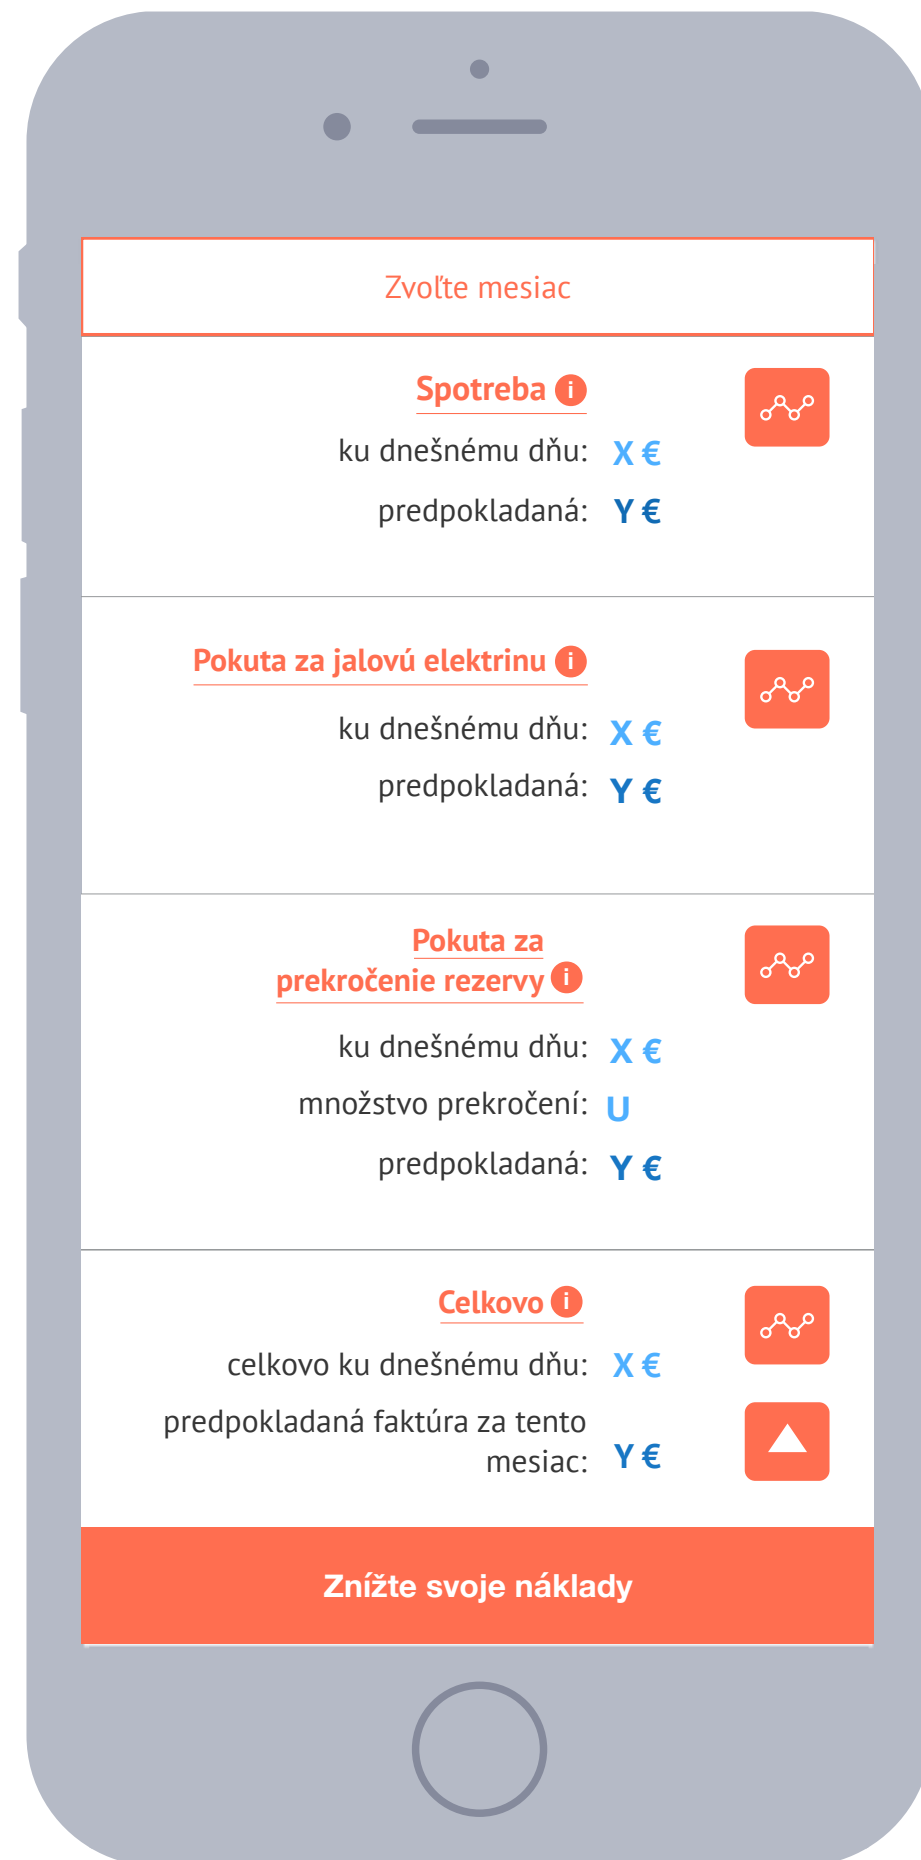 Zvoľte mesiac
Spotreba i
ku dnešnému dňu: X €
predpokladaná: Y €
Pokuta za jalovú elektrinu i
ku dnešnému dňu: X €
predpokladaná: Y €
Pokuta za
prekročenie rezervy i
ku dnešnému dňu: X €
množstvo prekročení: U
predpokladaná: Y €
Celkovo i
celkovo ku dnešnému dňu: X €
predpokladaná faktúra za tento
mesiac: Y €
Znížte svoje náklady